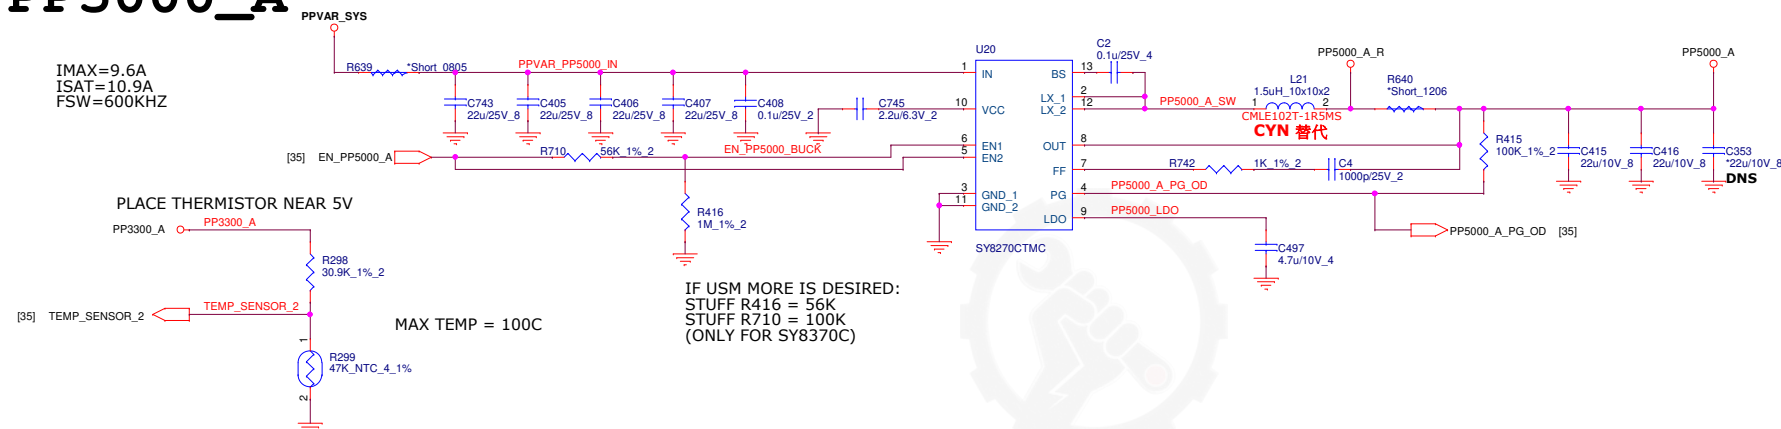 PP5000_A
PPVAR_SYS
IMAX=9.6A
ISAT=10.9A
FSW=600KHZ
R639
*Short_0805
PPVAR_PP5000_IN
C743
22u/25V_8
C405
22u/25V_8
C406
22u/25V_8
C407
22u/25V_8
C408
0.1u/25V_2
C745
2.2u/6.3V_2
[35] EN_PP5000_A
R710
56K_1%_2
EN_PP5000_BUCK
R416
1M_1%_2
U20
1
IN
10
VCC
6
EN1
5
EN2
3
GND_1
11
GND_2
BS
13
LX_1
2
LX_2
12
OUT
8
FF
7
PG
4
LDO
9
SY8270CTMC
C2
0.1u/25V_4
PP5000_A_SW
L21
1.5uH_10x10x2
1
2
CMLE102T-1R5MS
CYN 替代
PP5000_A_R
R640
*Short_1206
PP5000_A
R742
1K_1%_2
C4
1000p/25V_2
R415
100K_1%_2
C415
22u/10V_8
C416
22u/10V_8
C353
*22u/10V_8
DNS
PP5000_A_PG_OD
PP5000_A_PG_OD [35]
PP5000_LDO
C497
4.7u/10V_4
PLACE THERMISTOR NEAR 5V
PP3300_A
PP3300_A
R298
30.9K_1%_2
[35] TEMP_SENSOR_2
TEMP_SENSOR_2
1
R299
47K_NTC_4_1%
2
MAX TEMP = 100C
IF USM MORE IS DESIRED:
STUFF R416 = 56K
STUFF R710 = 100K
(ONLY FOR SY8370C)